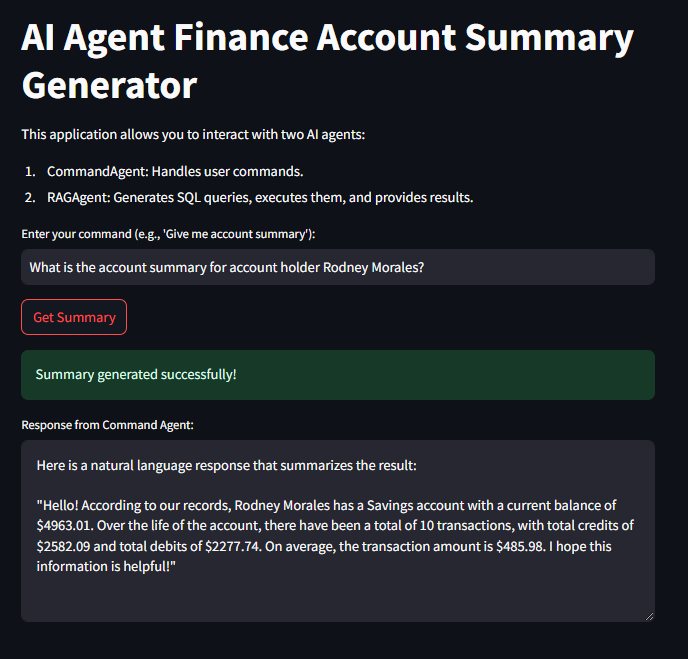 AI Agent Finance Account Summary
Generator
This application allows you to interact with two AI agents:
1. CommandAgent: Handles user commands.
2. RAGAgent: Generates SQL queries, executes them, and provides results.
Enter your command (e.g., 'Give me account summary'):
What is the account summary for account holder Rodney Morales?
Get Summary
Summary generated successfully!
Response from Command Agent:
Here is a natural language response that summarizes the result:
"Hello! According to our records, Rodney Morales has a Savings account with a current balance of
$4963.01. Over the life of the account, there have been a total of 10 transactions, with total credits of
$2582.09 and total debits of $2277.74. On average, the transaction amount is $485.98. I hope this
information is helpful!"